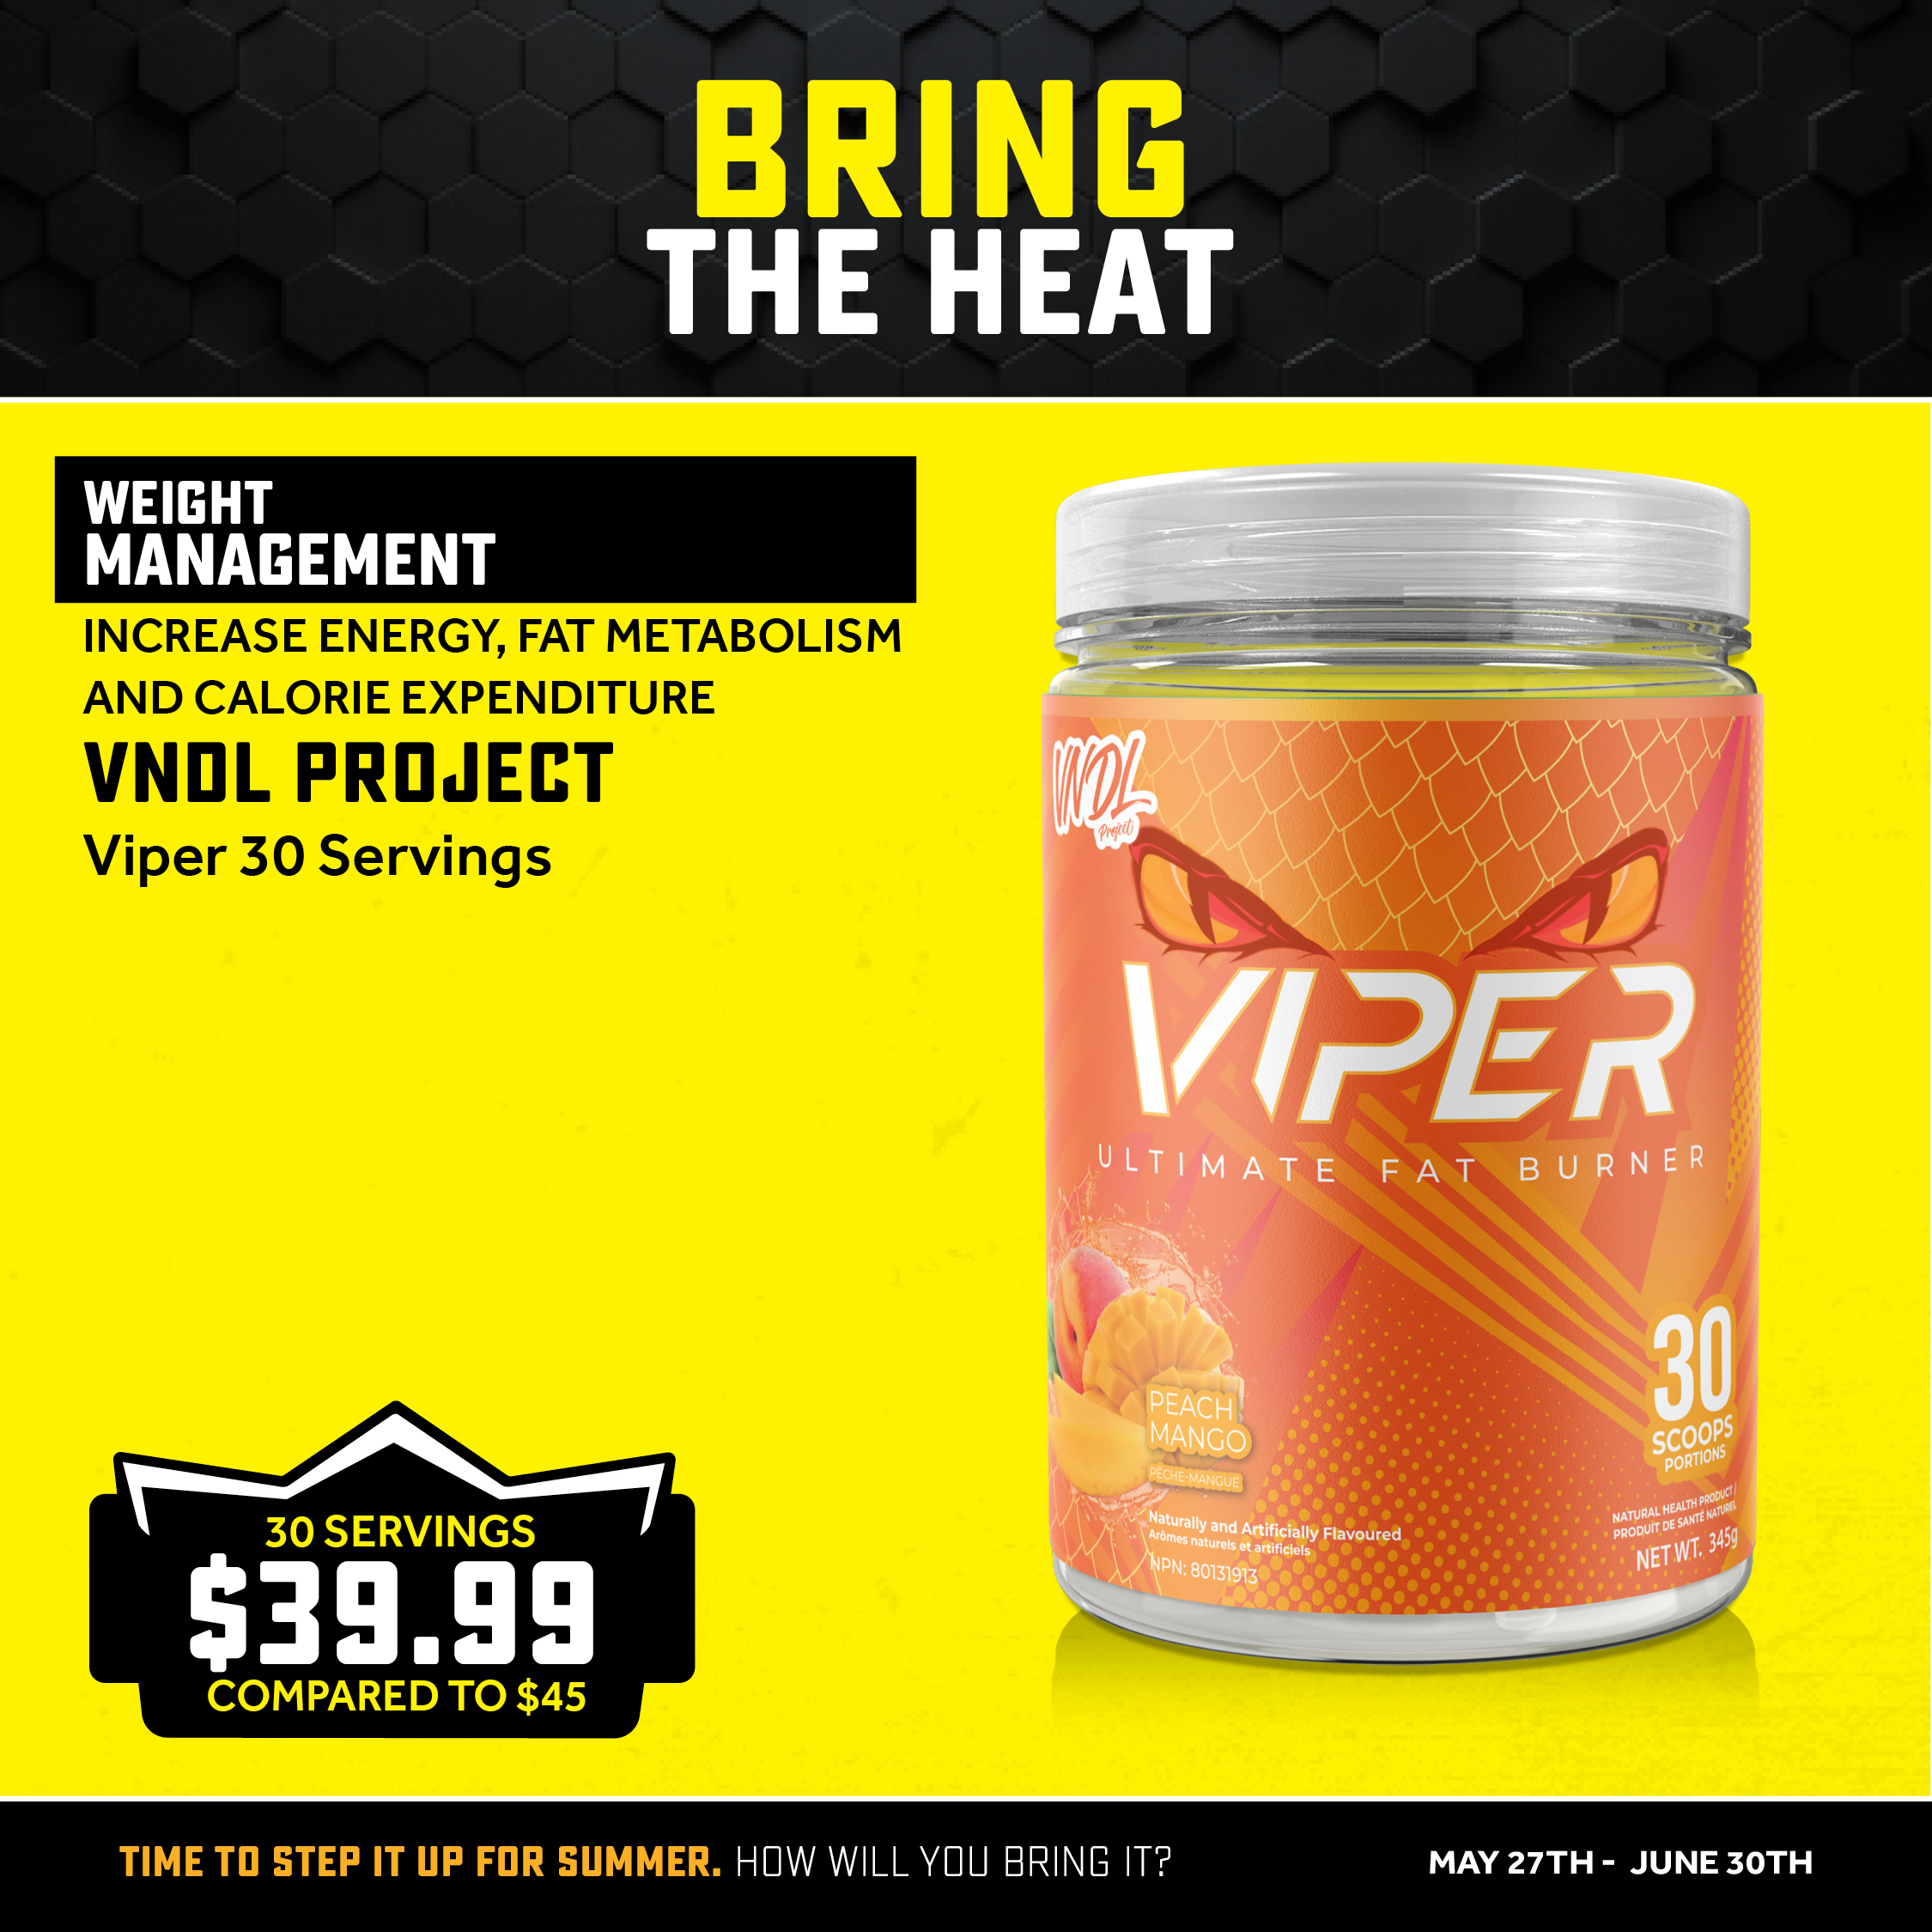 BRING
THE HEAT
WEIGHT
MANAGEMENT
INCREASE ENERGY, FAT METABOLISM
AND CALORIE EXPENDITURE
VNDL PROJECT
Viper 30 Servings
VNDL
Project
VIPER
ULTIMATE FAT BURNER
PEACH
MANGO
PÊCHE-MANGUE
30
SCOOPS
PORTIONS
Naturally and Artificially Flavoured
Arômes naturels et artificiels
NPN: 80131913
NATURAL HEALTH PRODUCT /
PRODUIT DE SANTÉ NATUREL
NET WT. 345g
30 SERVINGS
$39.99
COMPARED TO $45
TIME TO STEP IT UP FOR SUMMER. HOW WILL YOU BRING IT?
MAY 27TH - JUNE 30TH